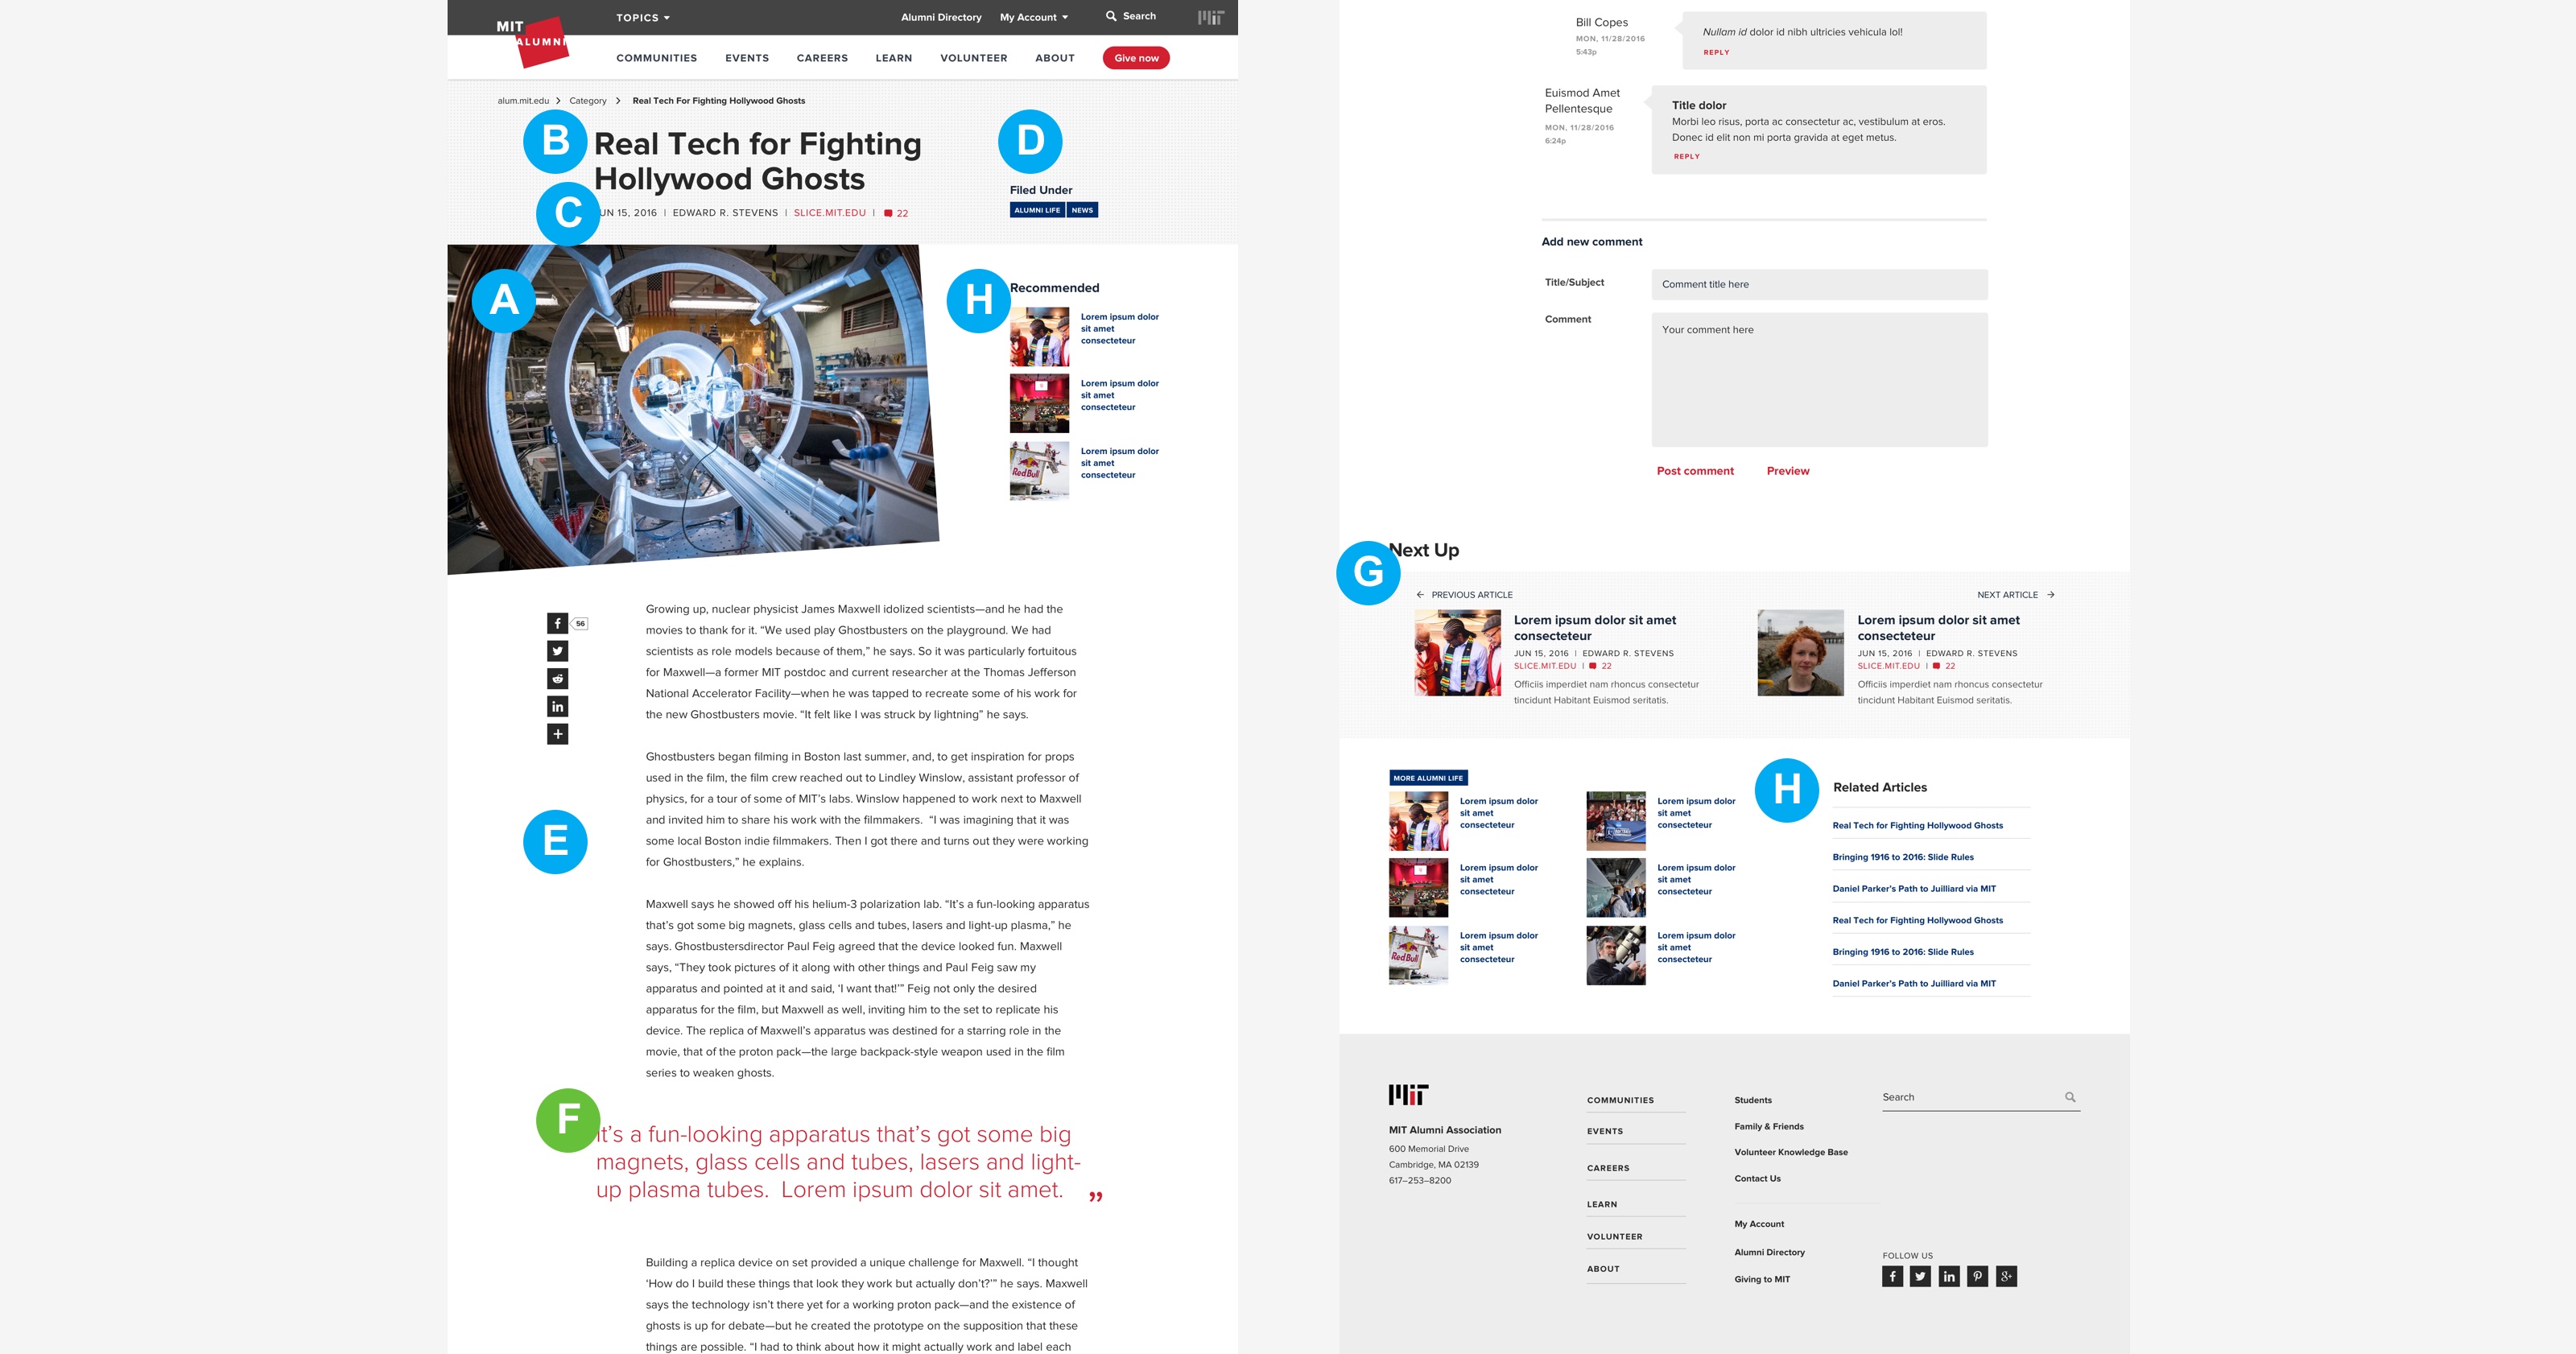 MIT
ALUMNI
TOPICS
Alumni Directory
My Account
Search
MIT
COMMUNITIES
EVENTS
CAREERS
LEARN
VOLUNTEER
ABOUT
Give now
alum.mit.edu > Category > Real Tech For Fighting Hollywood Ghosts
B
Real Tech for Fighting
Hollywood Ghosts
C
UN 15, 2016 | EDWARD R. STEVENS | SLICE.MIT.EDU | 22
D
Filed Under
ALUMNI LIFE
NEWS
A
H
Recommended
Lorem ipsum dolor
sit amet
consecteteur
Lorem ipsum dolor
sit amet
consecteteur
Red Bull
Lorem ipsum dolor
sit amet
consecteteur
56
Growing up, nuclear physicist James Maxwell idolized scientists—and he had the
movies to thank for it. “We used play Ghostbusters on the playground. We had
scientists as role models because of them,” he says. So it was particularly fortuitous
for Maxwell—a former MIT postdoc and current researcher at the Thomas Jefferson
National Accelerator Facility—when he was tapped to recreate some of his work for
the new Ghostbusters movie. “It felt like I was struck by lightning” he says.
Ghostbusters began filming in Boston last summer, and, to get inspiration for props
used in the film, the film crew reached out to Lindley Winslow, assistant professor of
physics, for a tour of some of MIT’s labs. Winslow happened to work next to Maxwell
and invited him to share his work with the filmmakers.  “I was imagining that it was
some local Boston indie filmmakers. Then I got there and turns out they were working
for Ghostbusters,” he explains.
E
Maxwell says he showed off his helium-3 polarization lab. “It’s a fun-looking apparatus
that’s got some big magnets, glass cells and tubes, lasers and light-up plasma,” he
says. Ghostbustersdirector Paul Feig agreed that the device looked fun. Maxwell
says, “They took pictures of it along with other things and Paul Feig saw my
apparatus and pointed at it and said, ‘I want that!’” Feig not only the desired
apparatus for the film, but Maxwell as well, inviting him to the set to replicate his
device. The replica of Maxwell’s apparatus was destined for a starring role in the
movie, that of the proton pack—the large backpack-style weapon used in the film
series to weaken ghosts.
F
It’s a fun-looking apparatus that’s got some big
magnets, glass cells and tubes, lasers and light-
up plasma tubes.  Lorem ipsum dolor sit amet. ”
Building a replica device on set provided a unique challenge for Maxwell. “I thought
‘How do I build these things that look they work but actually don’t?’” he says. Maxwell
says the technology isn’t there yet for a working proton pack—and the existence of
ghosts is up for debate—but he created the prototype on the supposition that these
things are possible. “I had to think about how it might actually work and label each
Bill Copes
MON, 11/28/2016
5:43p
Nullam id dolor id nibh ultricies vehicula lol!
REPLY
Euismod Amet
Pellentesque
MON, 11/28/2016
6:24p
Title dolor
Morbi leo risus, porta ac consectetur ac, vestibulum at eros.
Donec id elit non mi porta gravida at eget metus.
REPLY
Add new comment
Title/Subject
Comment title here
Comment
Your comment here
Post comment
Preview
G
Next Up
← PREVIOUS ARTICLE
Lorem ipsum dolor sit amet
consecteteur
JUN 15, 2016 | EDWARD R. STEVENS
SLICE.MIT.EDU | 22
Officiis imperdiet nam rhoncus consectetur
tincidunt Habitant Euismod seritatis.
NEXT ARTICLE →
Lorem ipsum dolor sit amet
consecteteur
JUN 15, 2016 | EDWARD R. STEVENS
SLICE.MIT.EDU | 22
Officiis imperdiet nam rhoncus consectetur
tincidunt Habitant Euismod seritatis.
MORE ALUMNI LIFE
Lorem ipsum dolor
sit amet
consecteteur
Lorem ipsum dolor
sit amet
consecteteur
Lorem ipsum dolor
sit amet
consecteteur
Lorem ipsum dolor
sit amet
consecteteur
Red Bull
Lorem ipsum dolor
sit amet
consecteteur
Lorem ipsum dolor
sit amet
consecteteur
H
Related Articles
Real Tech for Fighting Hollywood Ghosts
Bringing 1916 to 2016: Slide Rules
Daniel Parker’s Path to Juilliard via MIT
Real Tech for Fighting Hollywood Ghosts
Bringing 1916 to 2016: Slide Rules
Daniel Parker’s Path to Juilliard via MIT
MIT
MIT Alumni Association
600 Memorial Drive
Cambridge, MA 02139
617–253–8200
COMMUNITIES
EVENTS
CAREERS
LEARN
VOLUNTEER
ABOUT
Students
Family & Friends
Volunteer Knowledge Base
Contact Us
My Account
Alumni Directory
Giving to MIT
Search
FOLLOW US